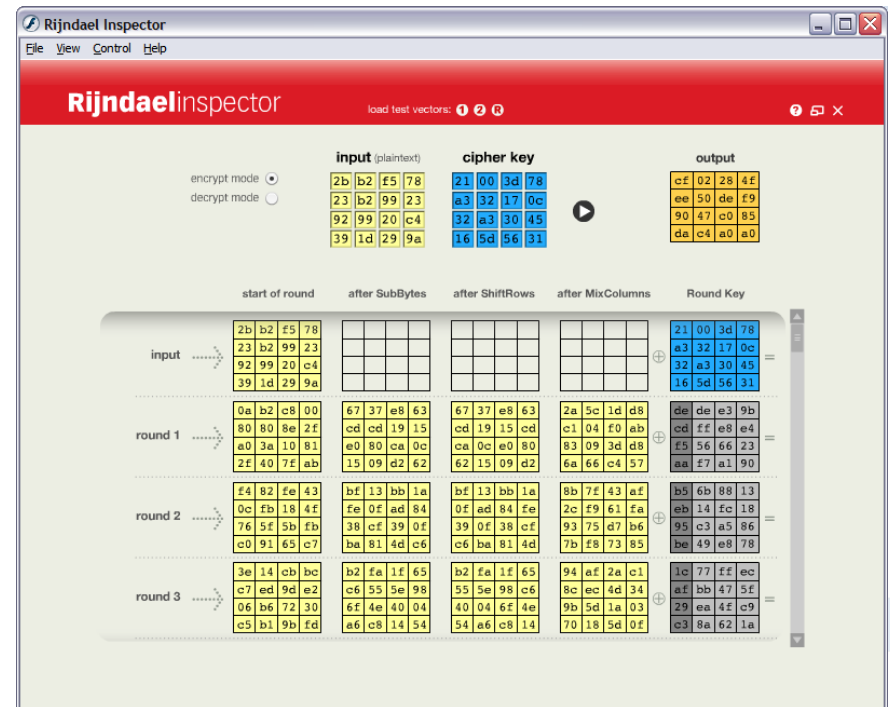 Rijndael Inspector
File View Control Help
Rijndaelinspector load test vectors: 1 2 R ?
input (plaintext) cipher key output
encrypt mode
decrypt mode
2b b2 f5 78 21 00 3d 78 cf 02 28 4f
23 b2 99 23 a3 32 17 0c ee 50 de f9
92 99 20 c4 32 a3 30 45 90 47 c0 85
39 1d 29 9a 16 5d 56 31 da c4 a0 a0
start of round after SubBytes after ShiftRows after MixColumns Round Key
2b b2 f5 78 21 00 3d 78
23 b2 99 23 a3 32 17 0c
input 92 99 20 c4 32 a3 30 45 =
39 1d 29 9a 16 5d 56 31
0a b2 c8 00 67 37 e8 63 67 37 e8 63 2a 5c 1d d8 de de e3 9b
80 80 8e 2f cd cd 19 15 cd 19 15 cd c1 04 f0 ab cd ff e8 e4
round 1 a0 3a 10 81 e0 80 ca 0c ca 0c e0 80 83 09 3d d8 f5 56 66 23 =
2f 40 7f ab 15 09 d2 62 62 15 09 d2 6a 66 c4 57 aa f7 a1 90
f4 82 fe 43 bf 13 bb 1a bf 13 bb 1a 8b 7f 43 af b5 6b 88 13
0c fb 18 4f fe 0f ad 84 0f ad 84 fe 2c f9 61 fa eb 14 fc 18
round 2 76 5f 5b fb 38 cf 39 0f 39 0f 38 cf 93 75 d7 b6 95 c3 a5 86 =
c0 91 65 c7 ba 81 4d c6 c6 ba 81 4d 7b f8 73 85 be 49 e8 78
3e 14 cb bc b2 fa 1f 65 b2 fa 1f 65 94 af 2a c1 1c 77 ff ec
c7 ed 9d e2 c6 55 5e 98 55 5e 98 c6 8c ec 4d 34 af bb 47 5f
round 3 06 b6 72 30 6f 4e 40 04 40 04 6f 4e 9b 5d 1a 03 29 ea 4f c9 =
c5 b1 9b fd a6 c8 14 54 54 a6 c8 14 70 18 5d 0f c3 8a 62 1a